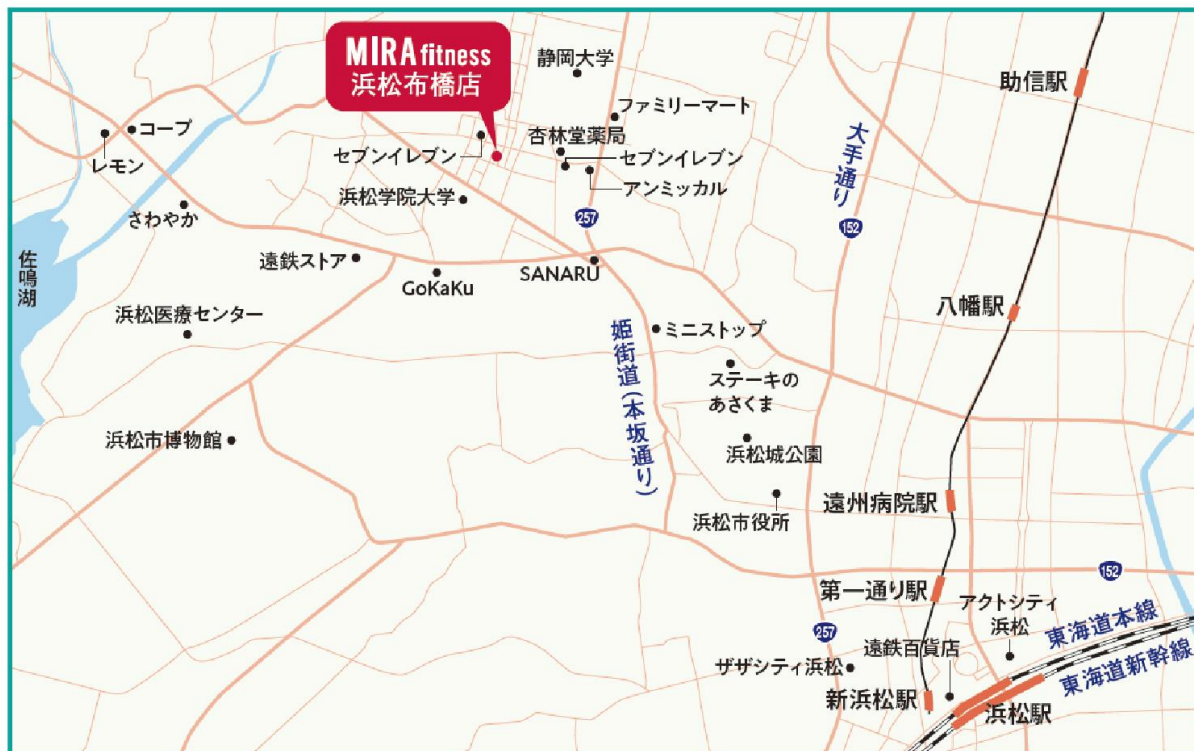 MIRA fitness
浜松布橋店
静岡大学
助信駅
ファミリーマート
コープ
レモン
セブンイレブン
杏林堂薬局
セブンイレブン
アンミッカル
大手通り
浜松学院大学
さわやか
257
152
佐鳴湖
遠鉄ストア
GoKaKu
SANARU
浜松医療センター
八幡駅
ミニストップ
姫街道(本坂通り)
ステーキの
あさくま
浜松市博物館
浜松城公園
遠州病院駅
浜松市役所
152
第一通り駅
アクトシティ
浜松
東海道本線
257
遠鉄百貨店
ザザシティ浜松
東海道新幹線
新浜松駅
浜松駅